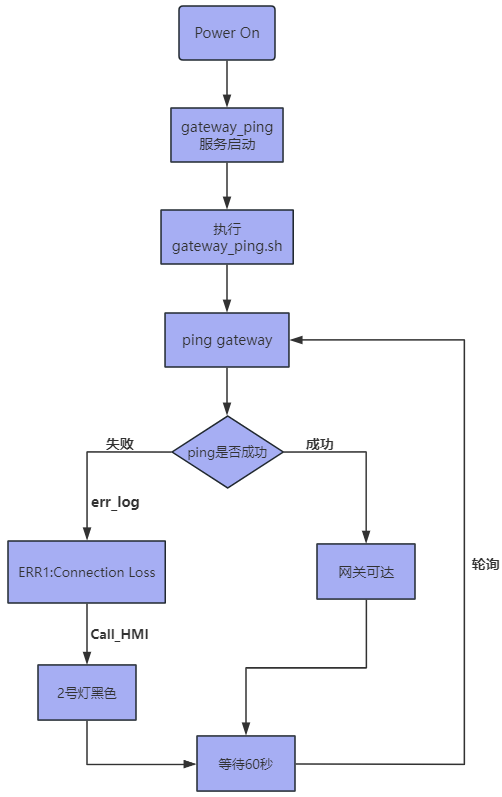 Power On
gateway_ping
服务启动
执行
gateway_ping.sh
ping gateway
ping是否成功
失败
成功
err_log
ERR1:Connection Loss
网关可达
轮询
Call_HMI
2号灯黑色
等待60秒